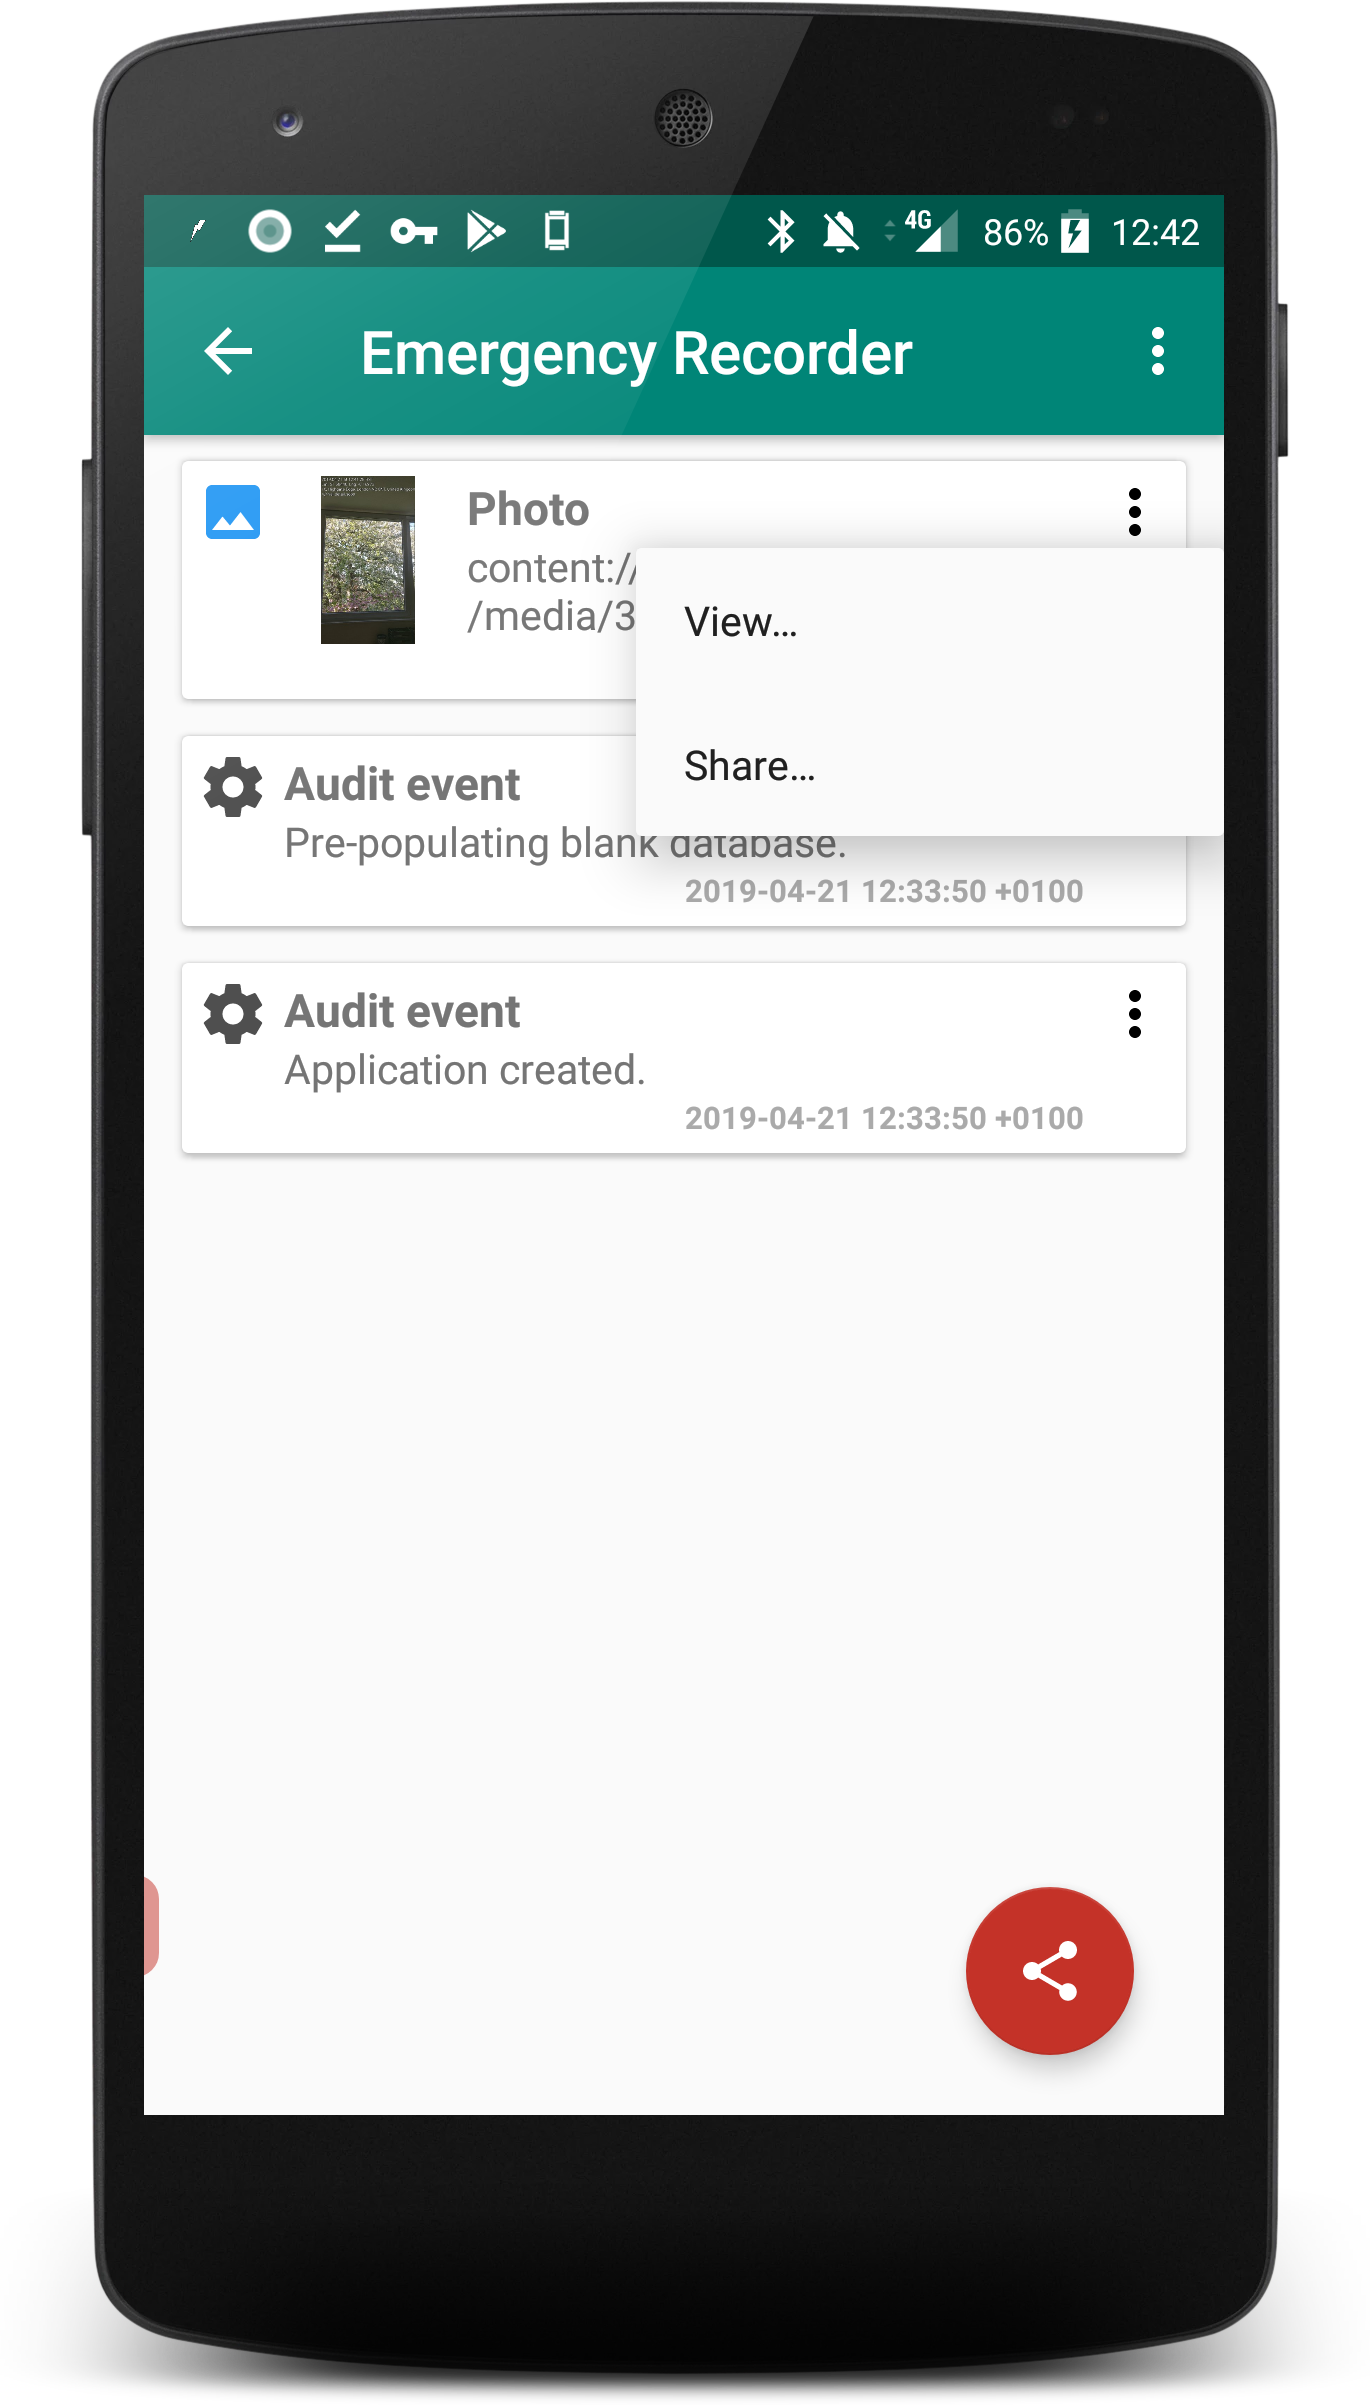 4G
86%
12:42
Emergency Recorder
Photo
content://
/media/3
View…
Share…
Audit event
Pre-populating blank database.
2019-04-21 12:33:50 +0100
Audit event
Application created.
2019-04-21 12:33:50 +0100